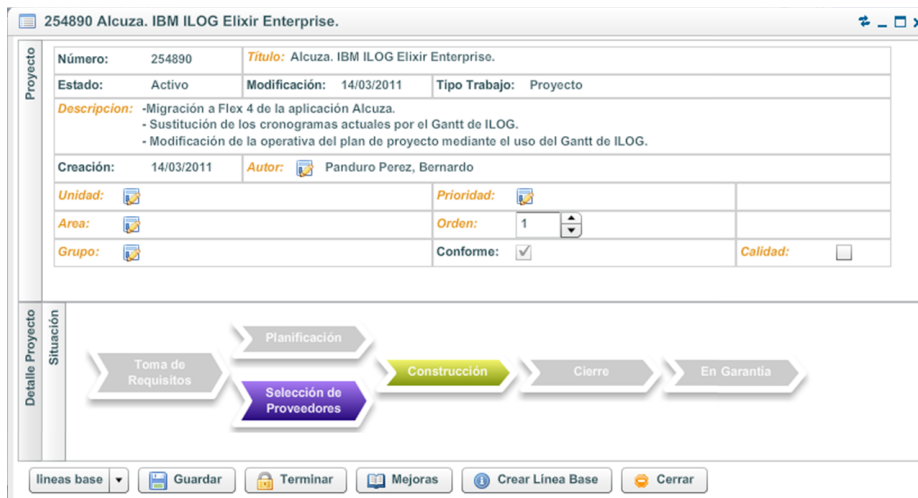 254890 Alcuza. IBM ILOG Elixir Enterprise.
Proyecto
Número: 254890 Título: Alcuza. IBM ILOG Elixir Enterprise.
Estado: Activo Modificación: 14/03/2011 Tipo Trabajo: Proyecto
Descripcion: -Migración a Flex 4 de la aplicación Alcuza.
- Sustitución de los cronogramas actuales por el Gantt de ILOG.
- Modificación de la operativa del plan de proyecto mediante el uso del Gantt de ILOG.
Creación: 14/03/2011 Autor: Panduro Perez, Bernardo
Unidad: Prioridad:
Area: Orden: 1
Grupo: Conforme: Calidad:
Detalle Proyecto
Situación
Toma de
Requisitos
Planificación
Selección de
Proveedores
Construcción
Cierre
En Garantia
lineas base Guardar Terminar Mejoras Crear Línea Base Cerrar